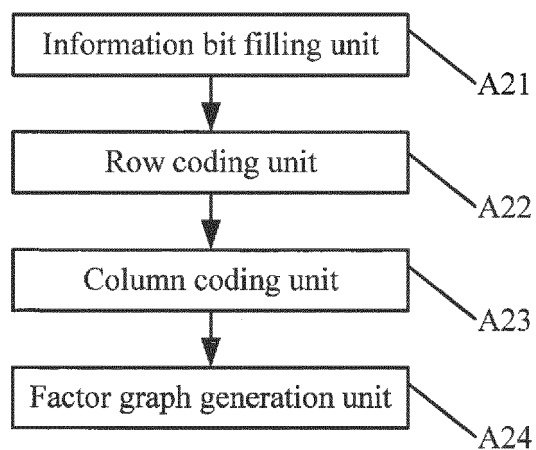 Information bit filling unit
A21
Row coding unit
A22
Column coding unit
A23
Factor graph generation unit
A24